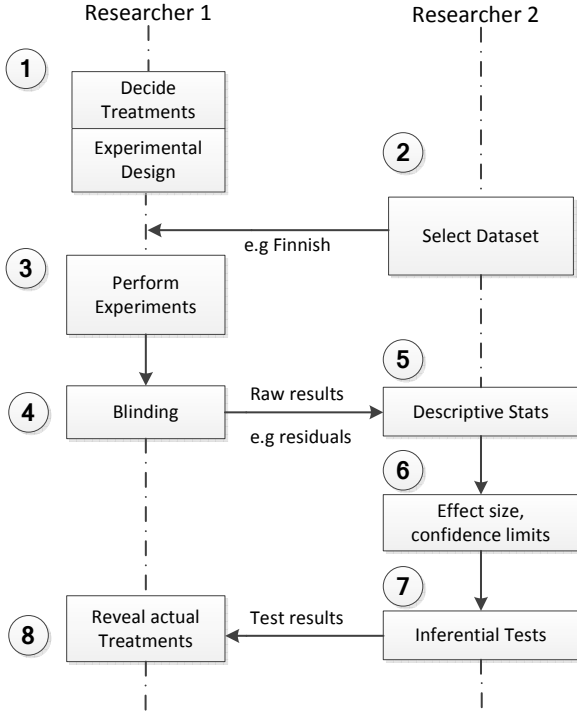 Researcher 1
Researcher 2
1
Decide
Treatments
Experimental
Design
2
Select Dataset
e.g Finnish
3
Perform
Experiments
4
Blinding
Raw results
e.g residuals
5
Descriptive Stats
6
Effect size,
confidence limits
7
Inferential Tests
Test results
8
Reveal actual
Treatments